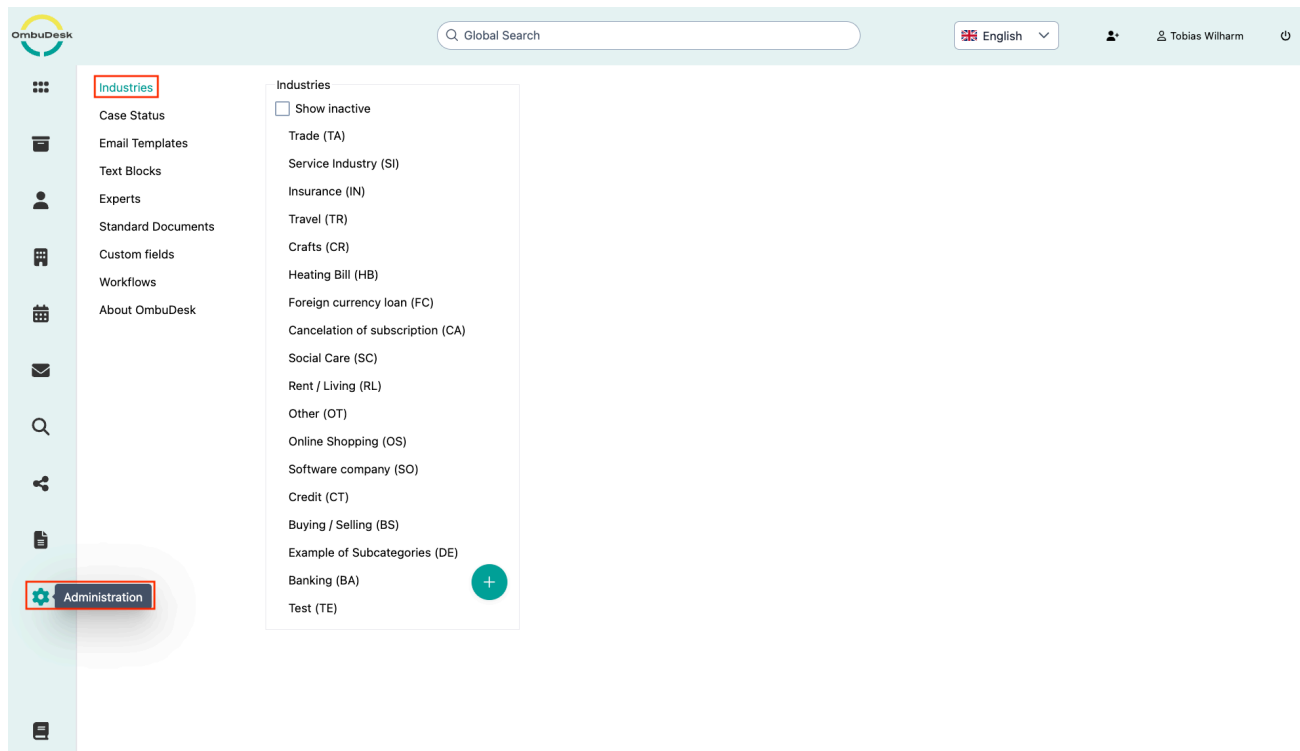 OmbuDesk
Global Search
English
Tobias Wilharm
Industries
Case Status
Email Templates
Text Blocks
Experts
Standard Documents
Custom fields
Workflows
About OmbuDesk
Industries
Show inactive
Trade (TA)
Service Industry (SI)
Insurance (IN)
Travel (TR)
Crafts (CR)
Heating Bill (HB)
Foreign currency loan (FC)
Cancelation of subscription (CA)
Social Care (SC)
Rent / Living (RL)
Other (OT)
Online Shopping (OS)
Software company (SO)
Credit (CT)
Buying / Selling (BS)
Example of Subcategories (DE)
Banking (BA)
Test (TE)
Administration